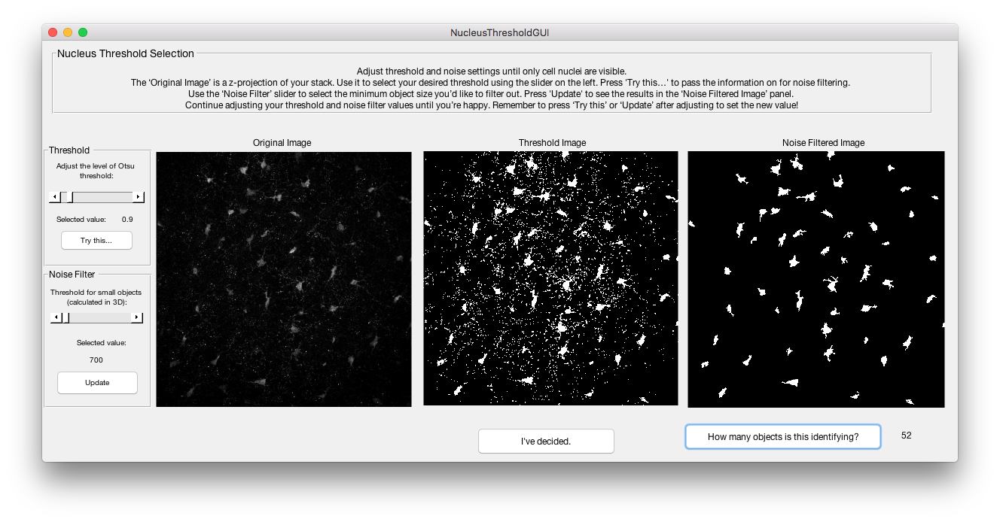 NucleusThresholdGUI
Nucleus Threshold Selection
Adjust threshold and noise settings until only cell nuclei are visible.
The ‘Original Image’ is a z-projection of your stack. Use it to select your desired threshold using the slider on the left. Press 'Try this...' to pass the information on for noise filtering.
Use the ‘Noise Filter’ slider to select the minimum object size you’d like to filter out. Press 'Update' to see the results in the ‘Noise Filtered Image’ panel.
Continue adjusting your threshold and noise filter values until you’re happy. Remember to press ‘Try this’ or ‘Update’ after adjusting to set the new value!
Threshold
Adjust the level of Otsu
threshold:
Selected value: 0.9
Try this...
Noise Filter
Threshold for small objects
(calculated in 3D):
Selected value:
700
Update
Original Image
Threshold Image
Noise Filtered Image
I've decided.
How many objects is this identifying?
52